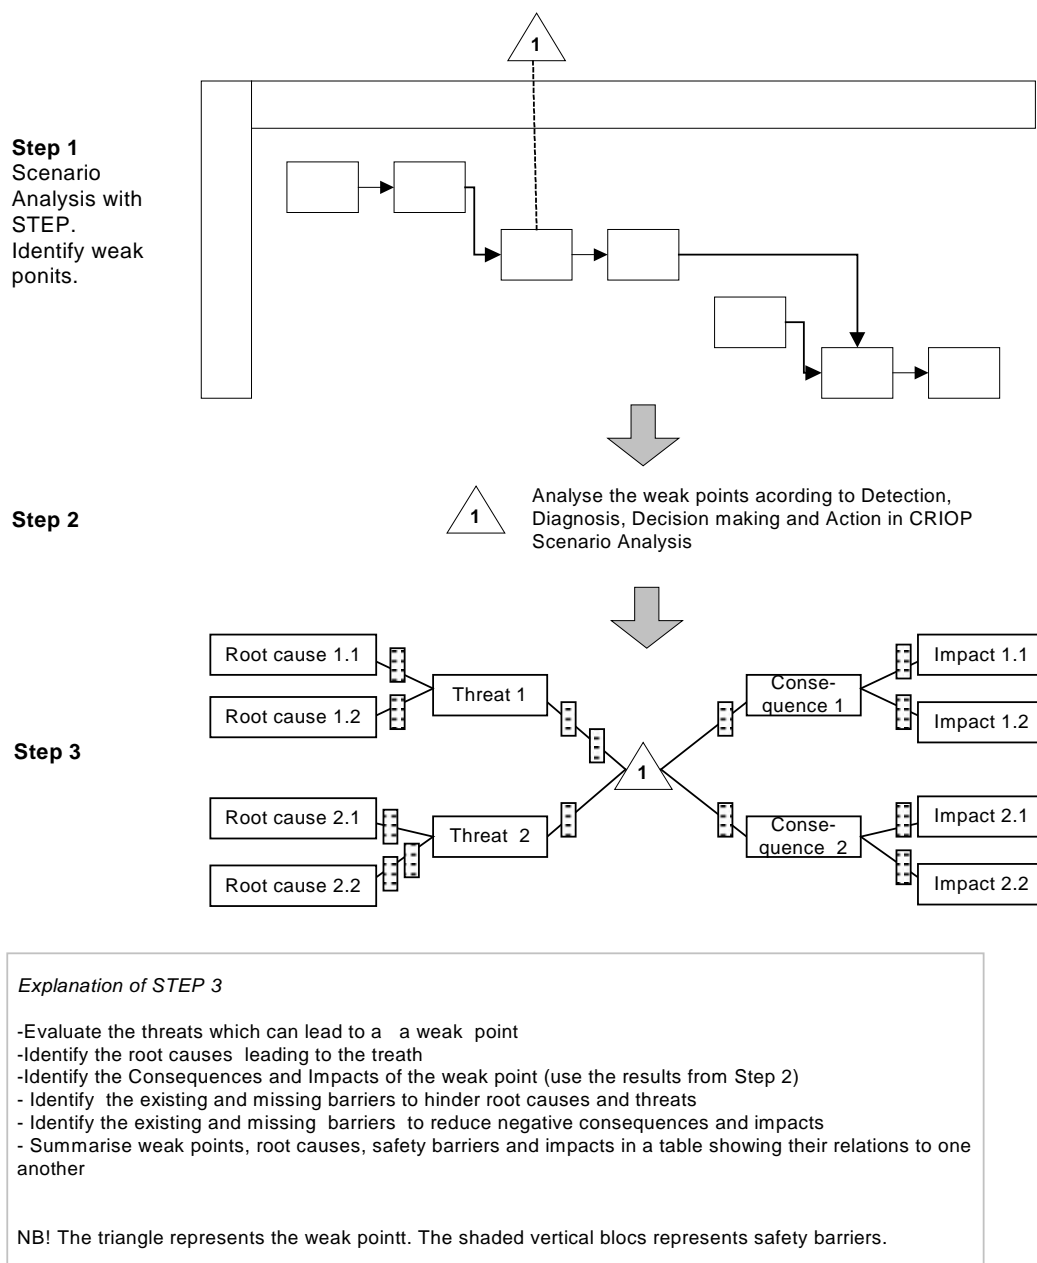 1
Step 1
Scenario
Analysis with
STEP.
Identify weak
ponits.
Step 2
1
Analyse the weak points acording to Detection,
Diagnosis, Decision making and Action in CRIOP
Scenario Analysis
Step 3
Root cause 1.1
Root cause 1.2
Threat 1
Root cause 2.1
Root cause 2.2
Threat 2
1
Conse-
quence 1
Impact 1.1
Impact 1.2
Conse-
quence 2
Impact 2.1
Impact 2.2
Explanation of STEP 3
-Evaluate the threats which can lead to a a weak point
-Identify the root causes leading to the treath
-Identify the Consequences and Impacts of the weak point (use the results from Step 2)
- Identify the existing and missing barriers to hinder root causes and threats
- Identify the existing and missing barriers to reduce negative consequences and impacts
- Summarise weak points, root causes, safety barriers and impacts in a table showing their relations to one
another
NB! The triangle represents the weak pointt. The shaded vertical blocs represents safety barriers.